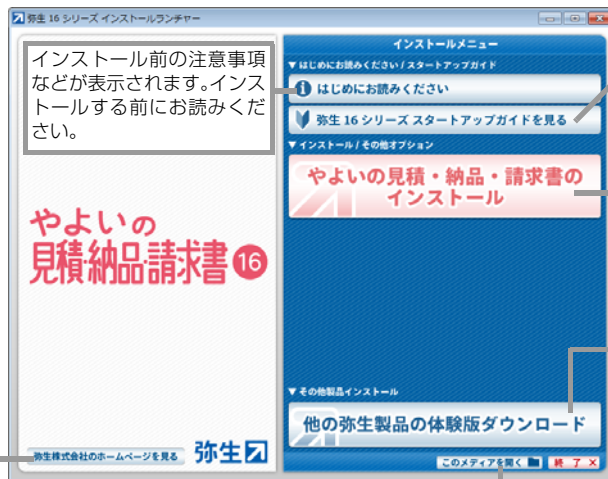 弥生 16 シリーズ インストールランチャー
インストール前の注意事項
などが表示されます。インス
トールする前にお読みくだ
さい。
やよいの
見積・納品・請求書 16
弥生株式会社のホームページを見る
弥生
インストールメニュー
▼ はじめにお読みください / スタートアップガイド
はじめにお読みください
弥生 16 シリーズ スタートアップガイドを見る
▼ インストール / その他オプション
やよいの見積・納品・請求書の
インストール
▼ その他製品インストール
他の弥生製品の体験版ダウンロード
このメディアを開く
終 了 ×